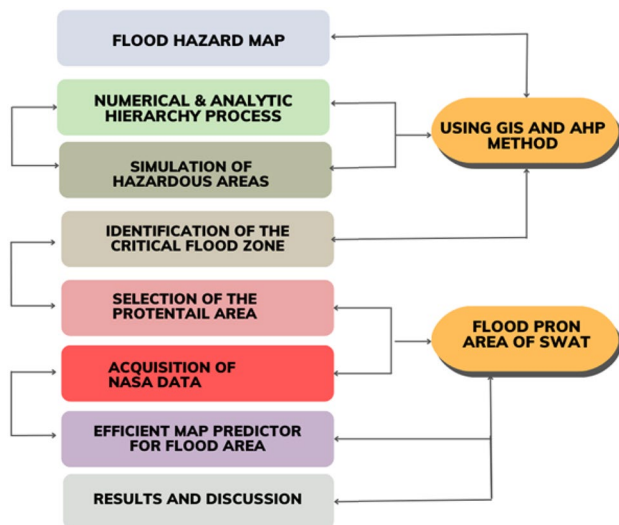 FLOOD HAZARD MAP
NUMERICAL & ANALYTIC
HIERARCHY PROCESS
SIMULATION OF
HAZARDOUS AREAS
IDENTIFICATION OF THE
CRITICAL FLOOD ZONE
SELECTION OF THE
PROTENTAIL AREA
ACQUISITION OF
NASA DATA
EFFICIENT MAP PREDICTOR
FOR FLOOD AREA
RESULTS AND DISCUSSION
USING GIS AND AHP
METHOD
FLOOD PRON
AREA OF SWAT